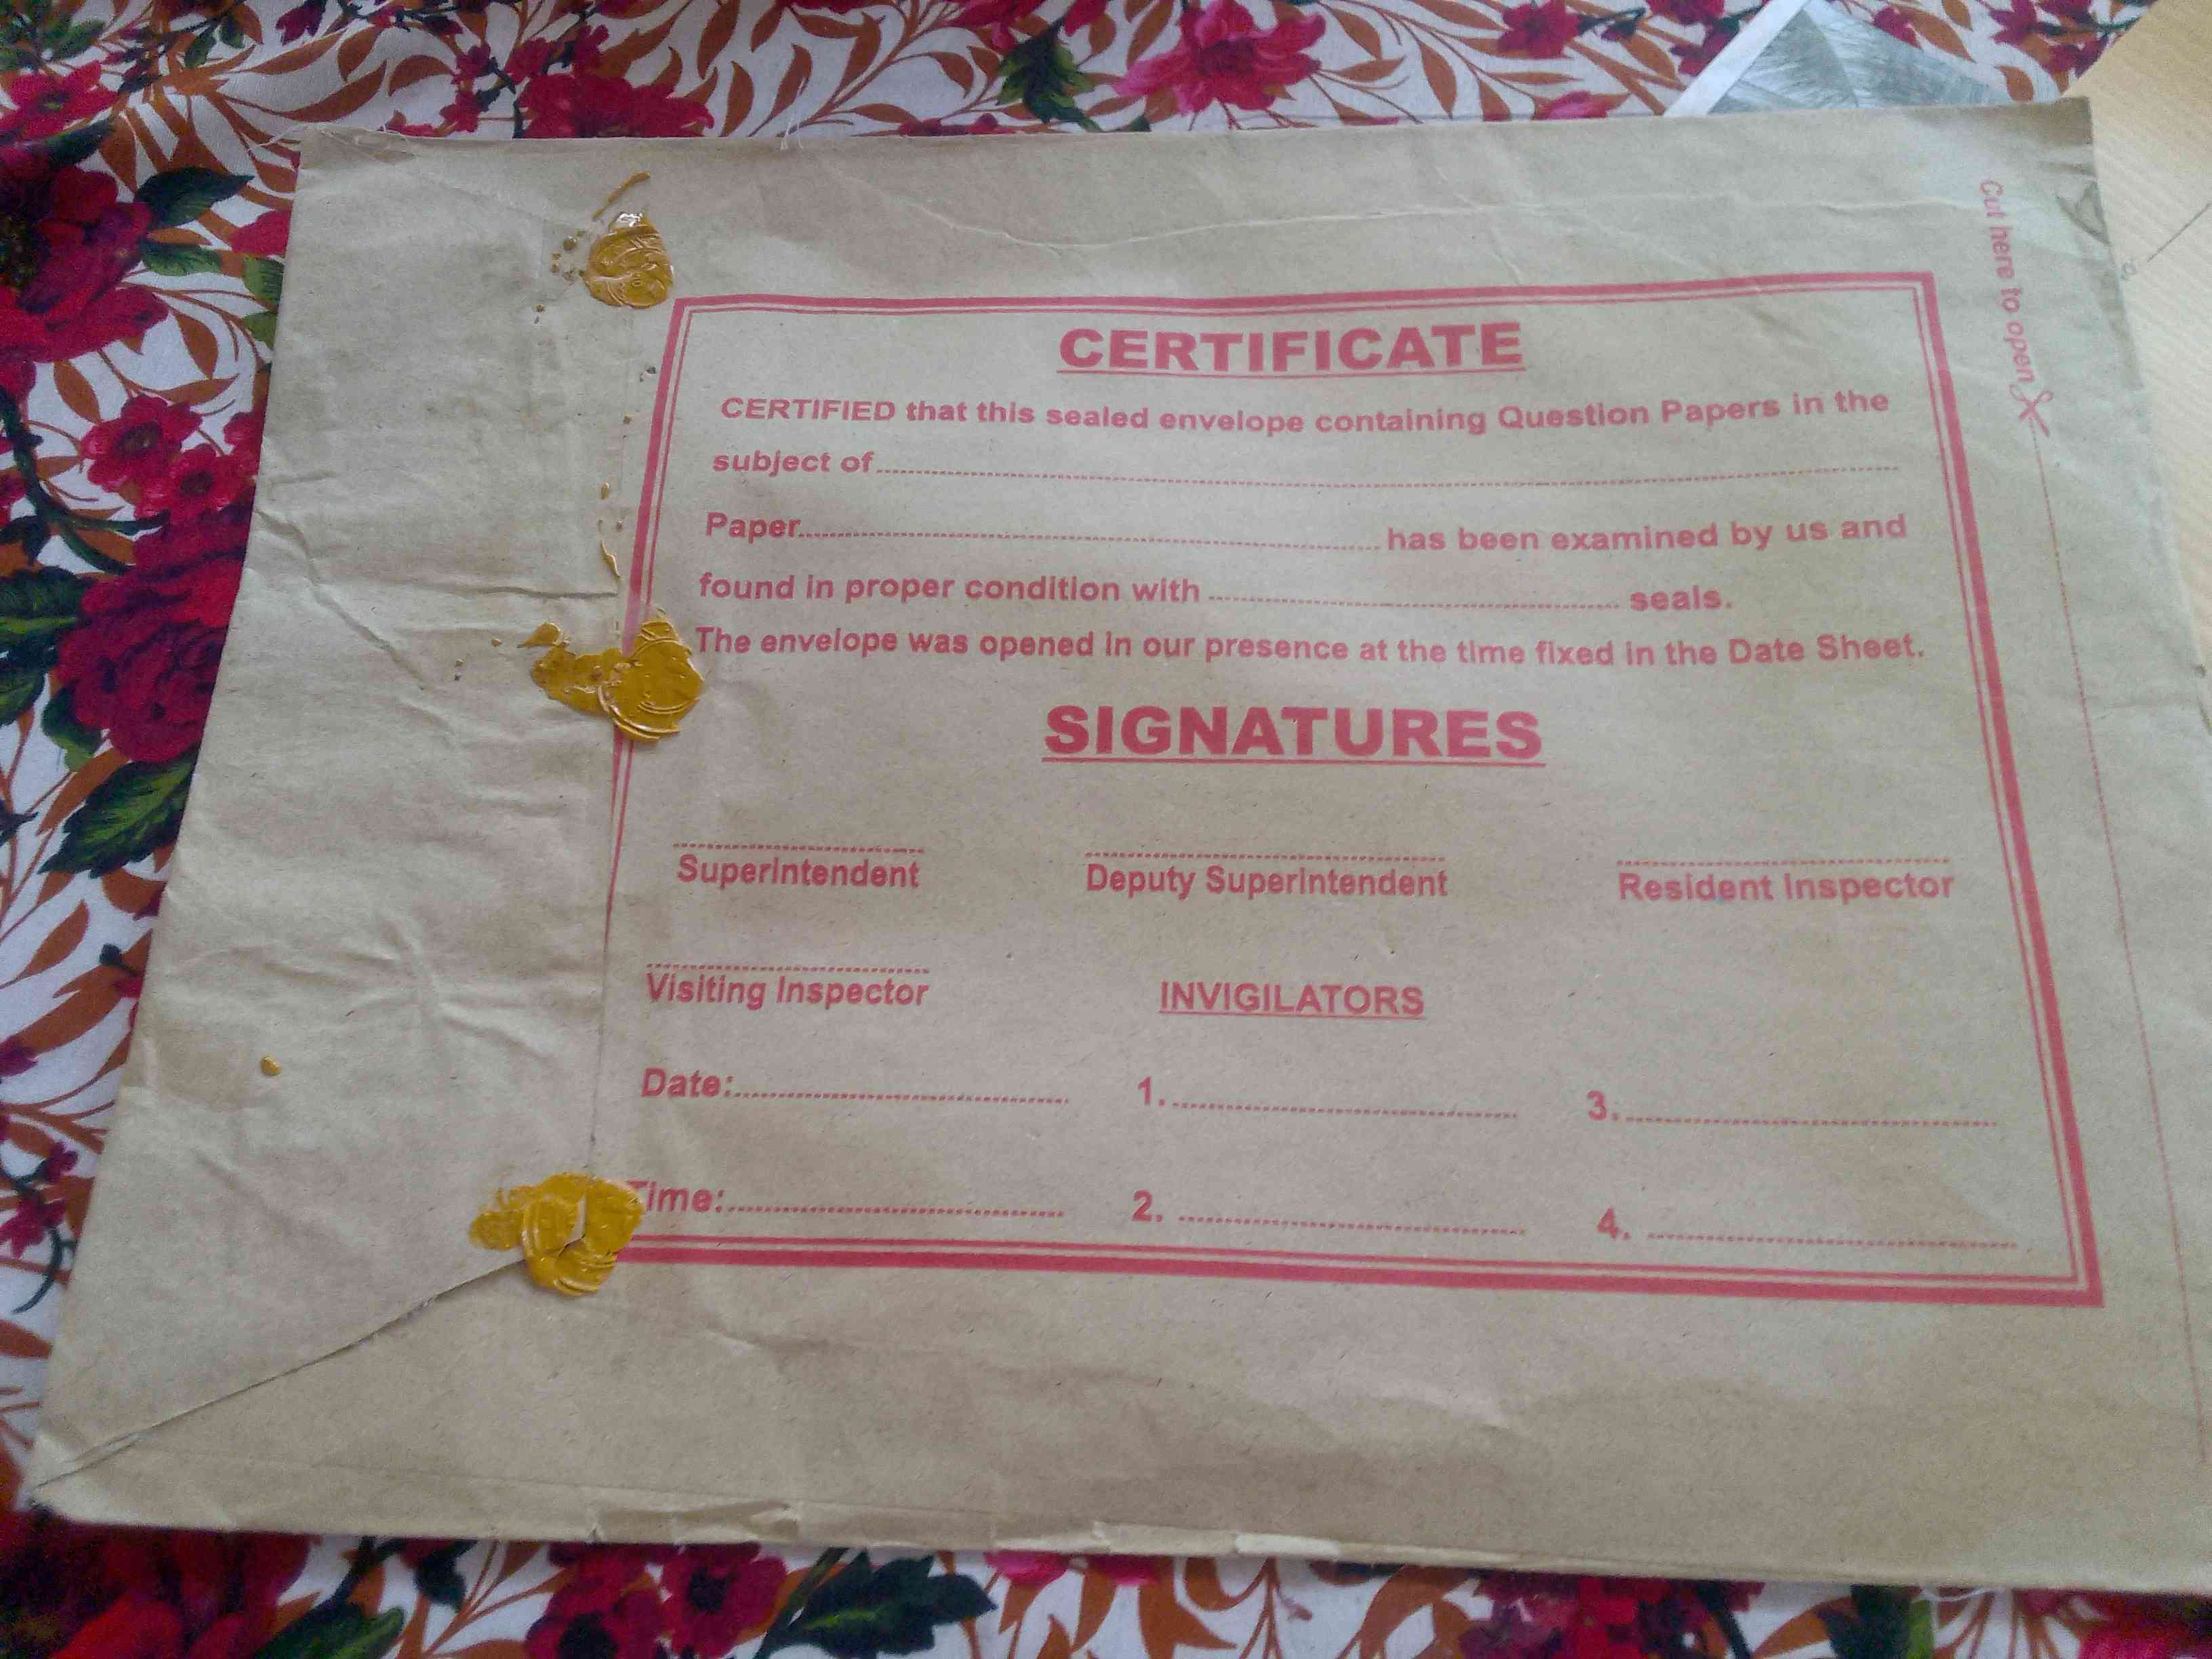 Cut here to open
CERTIFICATE
CERTIFIED that this sealed envelope containing Question Papers in the
subject of
Paper has been examined by us and
found in proper condition with seals.
The envelope was opened in our presence at the time fixed in the Date Sheet.
SIGNATURES
Superintendent Deputy Superintendent Resident Inspector
Visiting Inspector INVIGILATORS
Date: 1. 3.
Time: 2. 4.